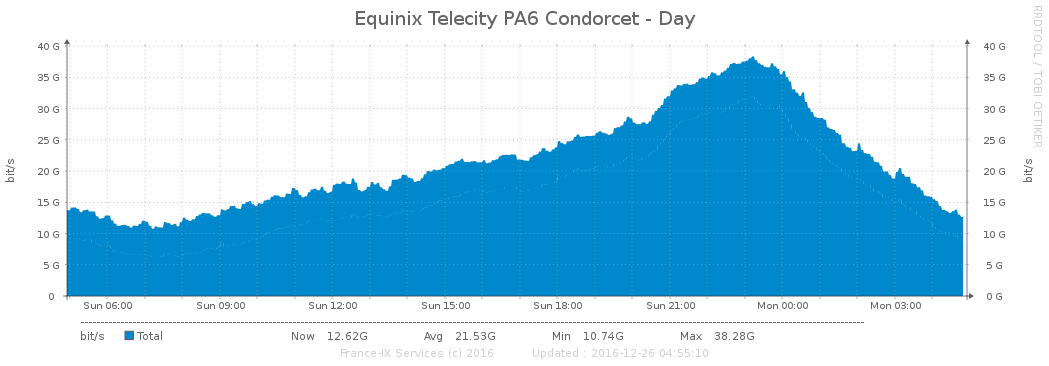 Equinix Telecity PA6 Condorcet - Day
RRDTOOL / TOBI OETIKER
40 G 40 G
35 G 35 G
30 G 30 G
25 G 25 G
20 G 20 G
15 G 15 G
10 G 10 G
5 G 5 G
0 0 G
bit/s bit/s
Sun 06:00 Sun 09:00 Sun 12:00 Sun 15:00 Sun 18:00 Sun 21:00 Mon 00:00 Mon 03:00
bit/s Total Now 12.62G Avg 21.53G Min 10.74G Max 38.28G
France-IX Services (c) 2016 Updated : 2016-12-26 04:55:10